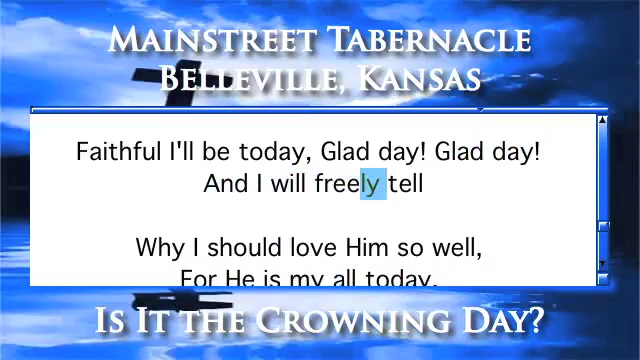 Mainstreet Tabernacle
Belleville, Kansas
Faithful I'll be today, Glad day! Glad day!
And I will freely tell
Why I should love Him so well,
For He is my all today.
Is It the Crowning Day?